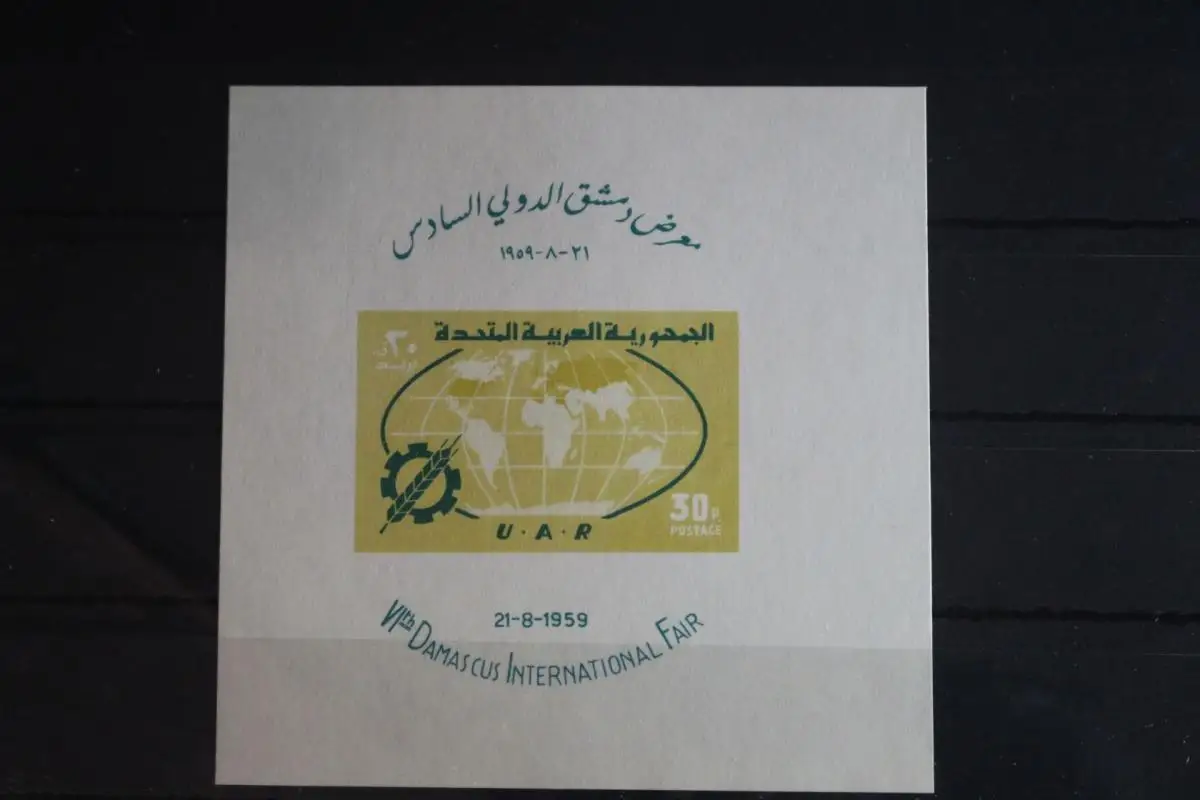 معرض دمشق الدولي السادس
١٩٥٩-٨-٢١
الجمهورية العربية المتحدة
٣٠ ق.
U·A·R
30 P.
POSTAGE
21-8-1959
VIth DAMASCUS INTERNATIONAL FAIR